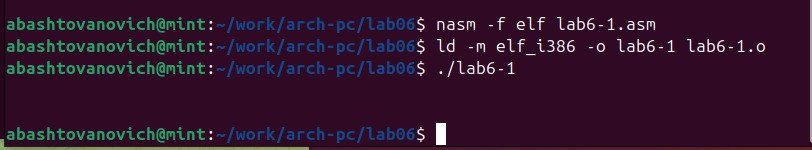 abashtovanovich@mint:~/work/arch-pc/lab06$ nasm -f elf lab6-1.asm
abashtovanovich@mint:~/work/arch-pc/lab06$ ld -m elf_i386 -o lab6-1 lab6-1.o
abashtovanovich@mint:~/work/arch-pc/lab06$ ./lab6-1
abashtovanovich@mint:~/work/arch-pc/lab06$